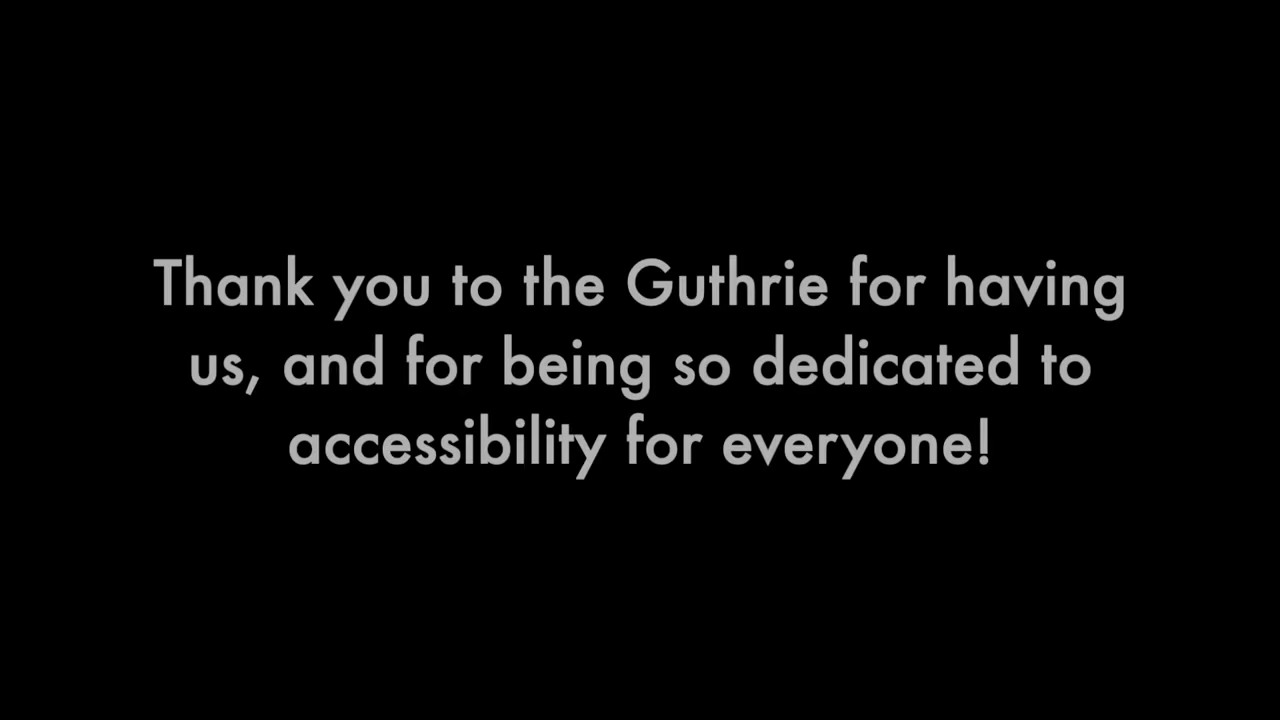 Thank you to the Guthrie for having
us, and for being so dedicated to
accessibility for everyone!